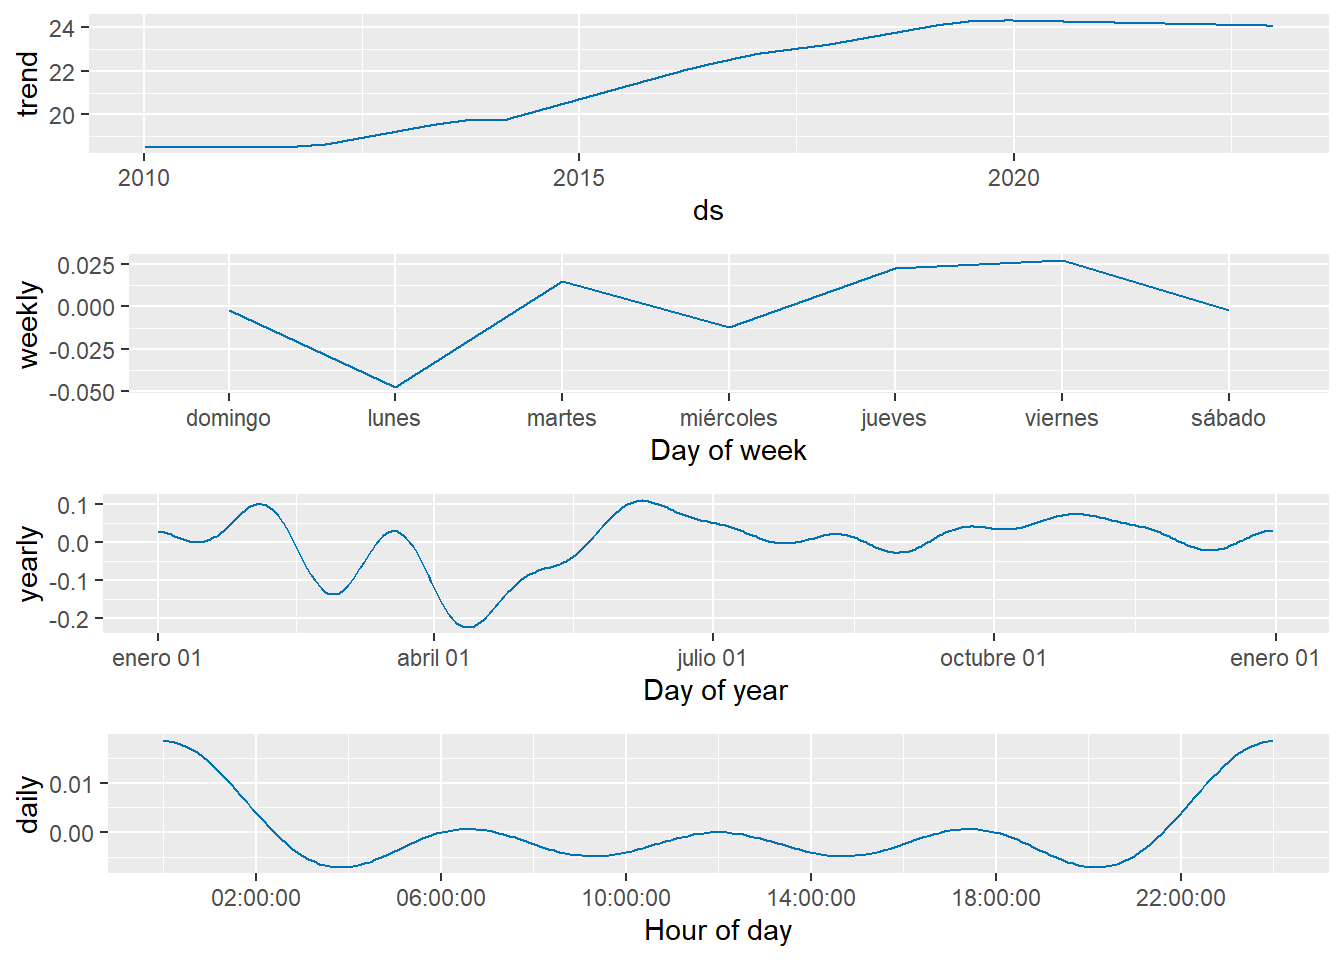 trend
24
22
20
2010 2015 2020
ds
weekly
0.025
0.000
-0.025
-0.050
domingo lunes martes miércoles jueves viernes sábado
Day of week
yearly
0.1
0.0
-0.1
-0.2
enero 01 abril 01 julio 01 octubre 01 enero 01
Day of year
daily
0.01
0.00
02:00:00 06:00:00 10:00:00 14:00:00 18:00:00 22:00:00
Hour of day